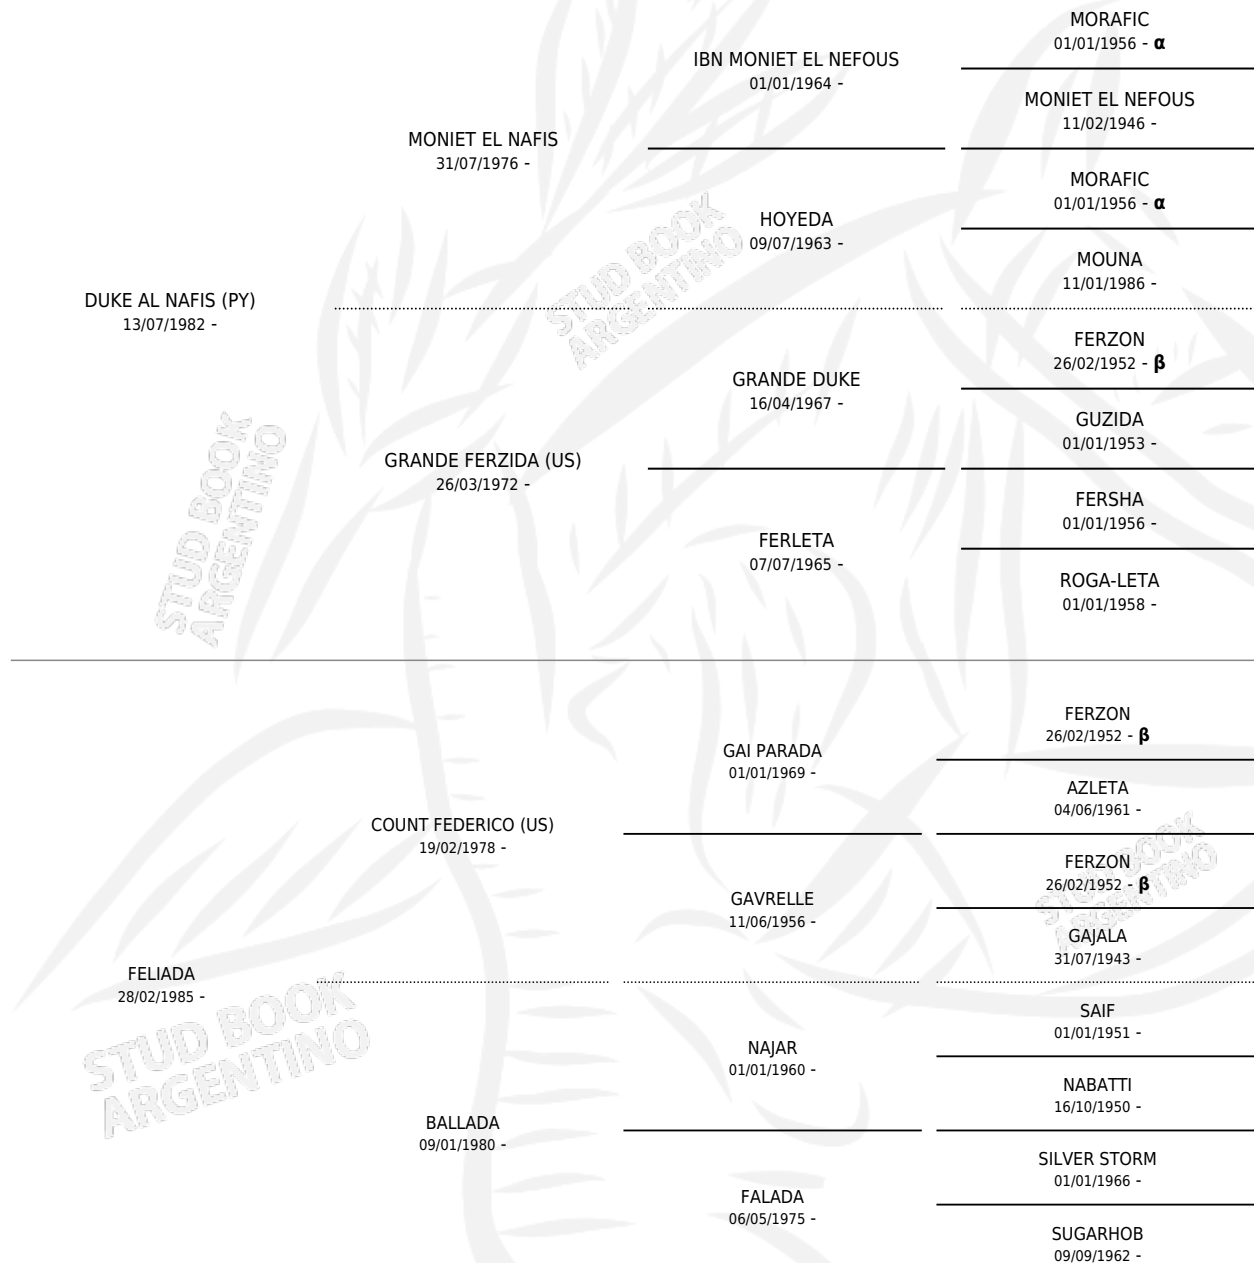 MORAFIC
01/01/1956 - α
IBN MONIET EL NEFOUS
01/01/1964 -
MONIET EL NEFOUS
11/02/1946 -
MONIET EL NAFIS
31/07/1976 -
MORAFIC
01/01/1956 - α
HOYEDA
09/07/1963 -
MOUNA
11/01/1986 -
DUKE AL NAFIS (PY)
13/07/1982 -
FERZON
26/02/1952 - β
GRANDE DUKE
16/04/1967 -
GUZIDA
01/01/1953 -
GRANDE FERZIDA (US)
26/03/1972 -
FERSHA
01/01/1956 -
FERLETA
07/07/1965 -
ROGA-LETA
01/01/1958 -
FERZON
26/02/1952 - β
GAI PARADA
01/01/1969 -
AZLETA
04/06/1961 -
COUNT FEDERICO (US)
19/02/1978 -
FERZON
26/02/1952 - β
GAVRELLE
11/06/1956 -
GAJALA
31/07/1943 -
FELIADA
28/02/1985 -
SAIF
01/01/1951 -
NAJAR
01/01/1960 -
NABATTI
16/10/1950 -
BALLADA
09/01/1980 -
SILVER STORM
01/01/1966 -
FALADA
06/05/1975 -
SUGARHOB
09/09/1962 -
STUD BOOK
ARGENTINO
STUD BOOK
ARGENTINO
STUD BOOK
ARGENTINO
STUD BOOK
ARGENTINO